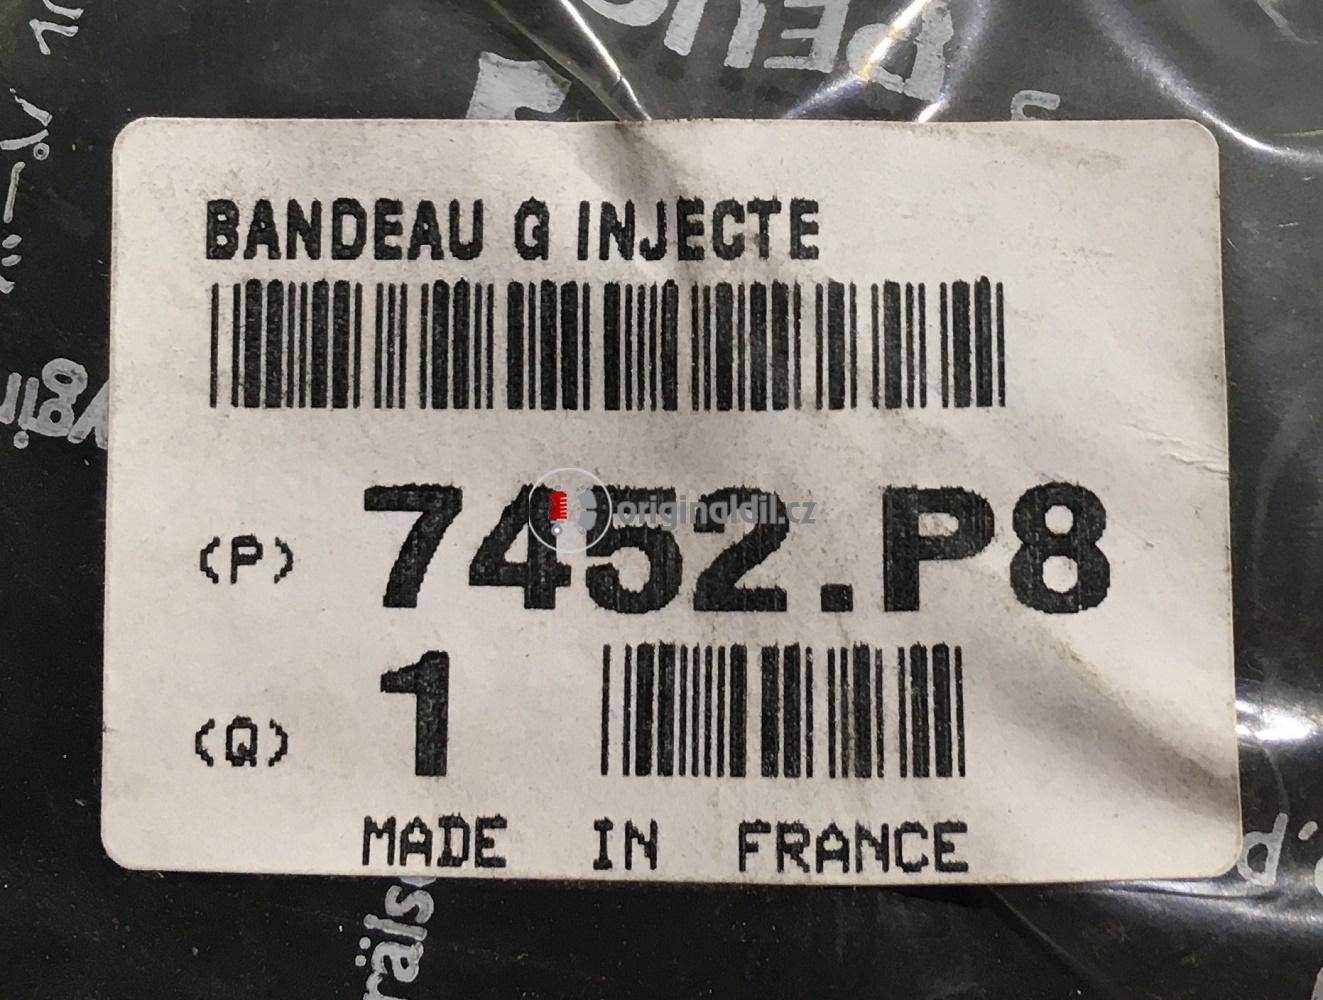 BANDEAU G INJECTE
originaldil.cz
(P) 7452.P8
(Q) 1
MADE IN FRANCE